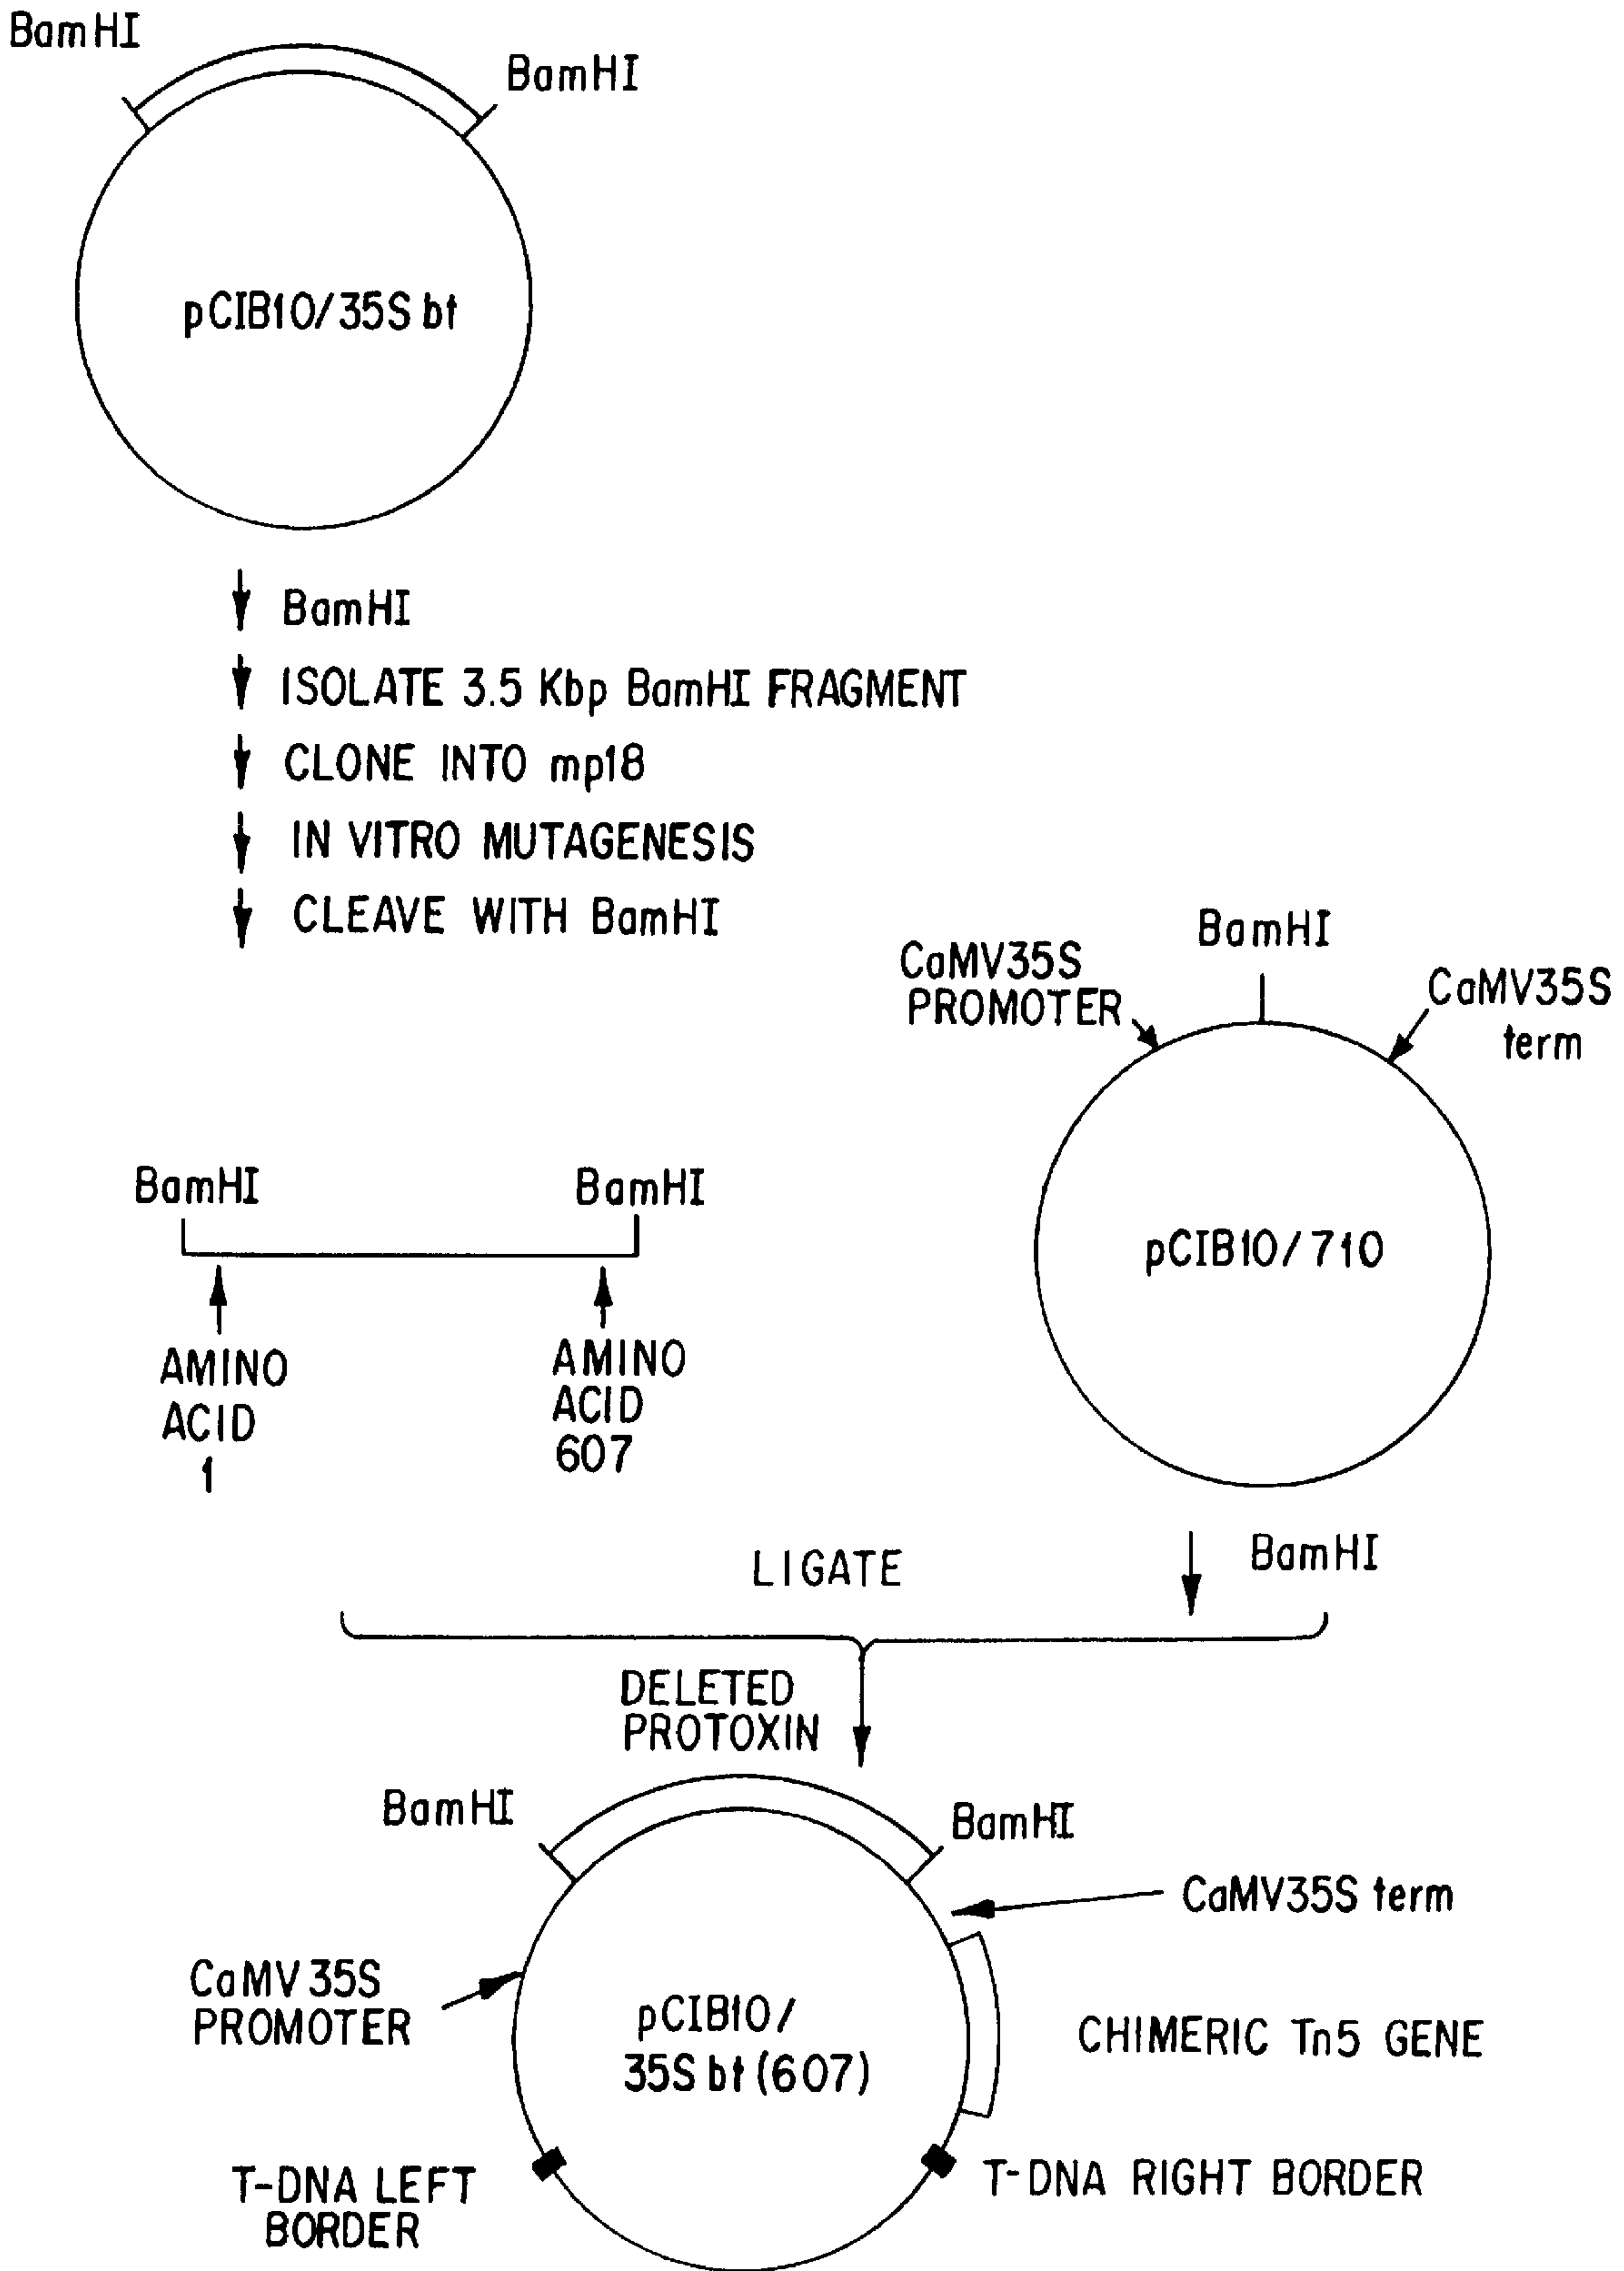 BamHI
BamHI
pCIB10/35S bt
BamHI
ISOLATE 3.5 Kbp BamHI FRAGMENT
CLONE INTO mp18
IN VITRO MUTAGENESIS
CLEAVE WITH BamHI
BamHI
CaMV35S
PROMOTER
CaMV35S
term
BamHI
BamHI
pCIB10/710
AMINO
ACID
1
AMINO
ACID
607
LIGATE
BamHI
DELETED
PROTOXIN
BamHI
BamHI
CaMV35S term
CaMV35S
PROMOTER
pCIB10/
35S bt (607)
CHIMERIC Tn5 GENE
T-DNA LEFT
BORDER
T-DNA RIGHT BORDER